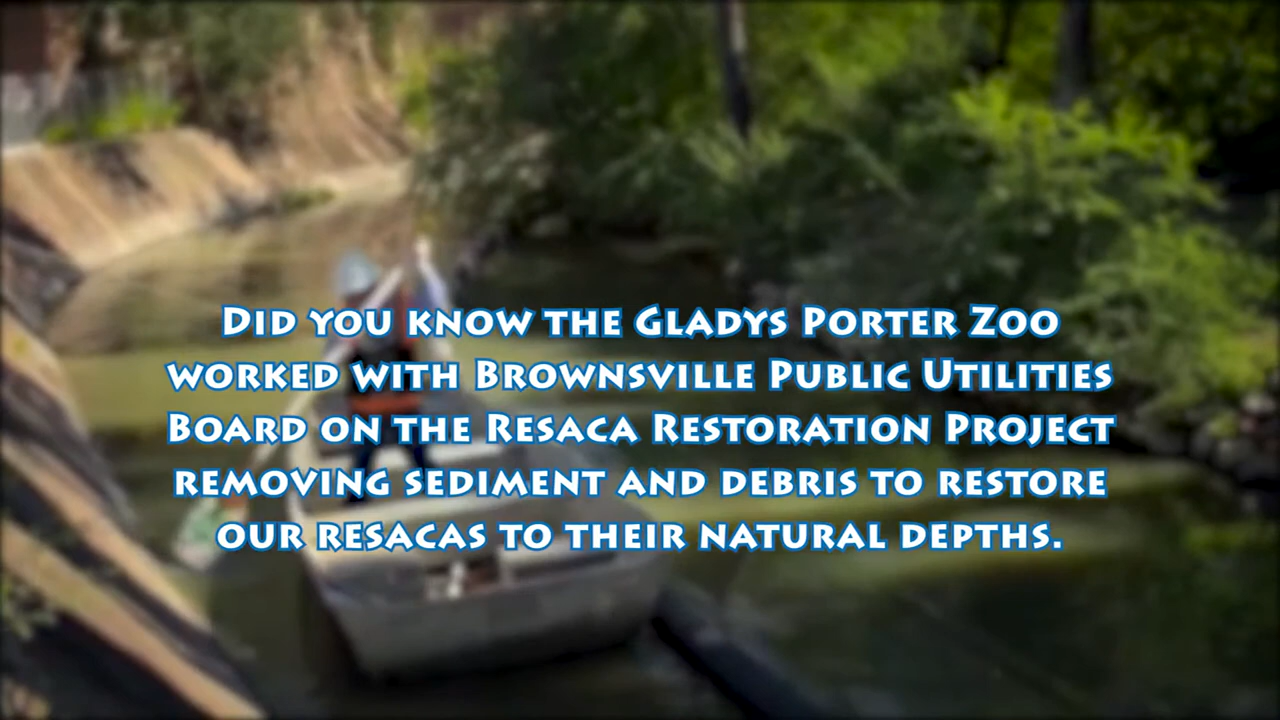 Did you know the Gladys Porter Zoo
worked with Brownsville Public Utilities
Board on the Resaca Restoration Project
removing sediment and debris to restore
our resacas to their natural depths.